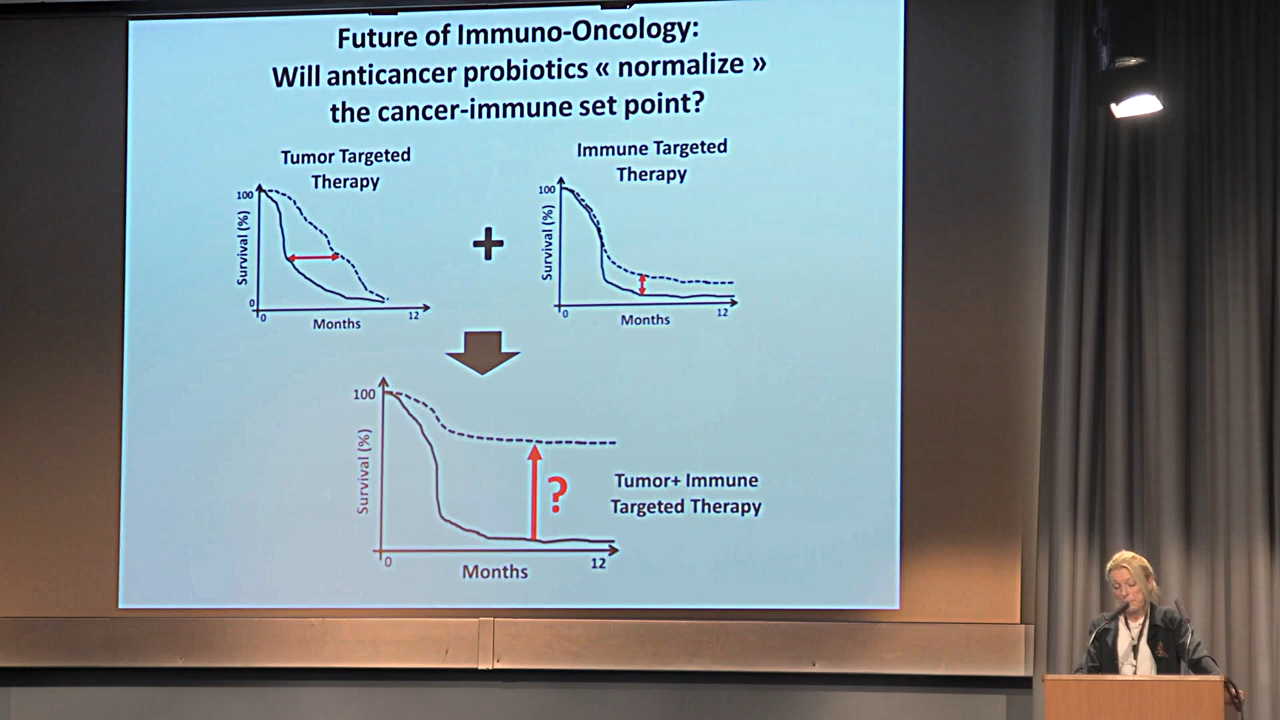 Future of Immuno-Oncology:
Will anticancer probiotics « normalize »
the cancer-immune set point?
Tumor Targeted
Therapy
100
Survival (%)
0
0
Months
12
+
Immune Targeted
Therapy
100
Survival (%)
0
Months
12
100
Survival (%)
0
Months
12
?
Tumor+ Immune
Targeted Therapy